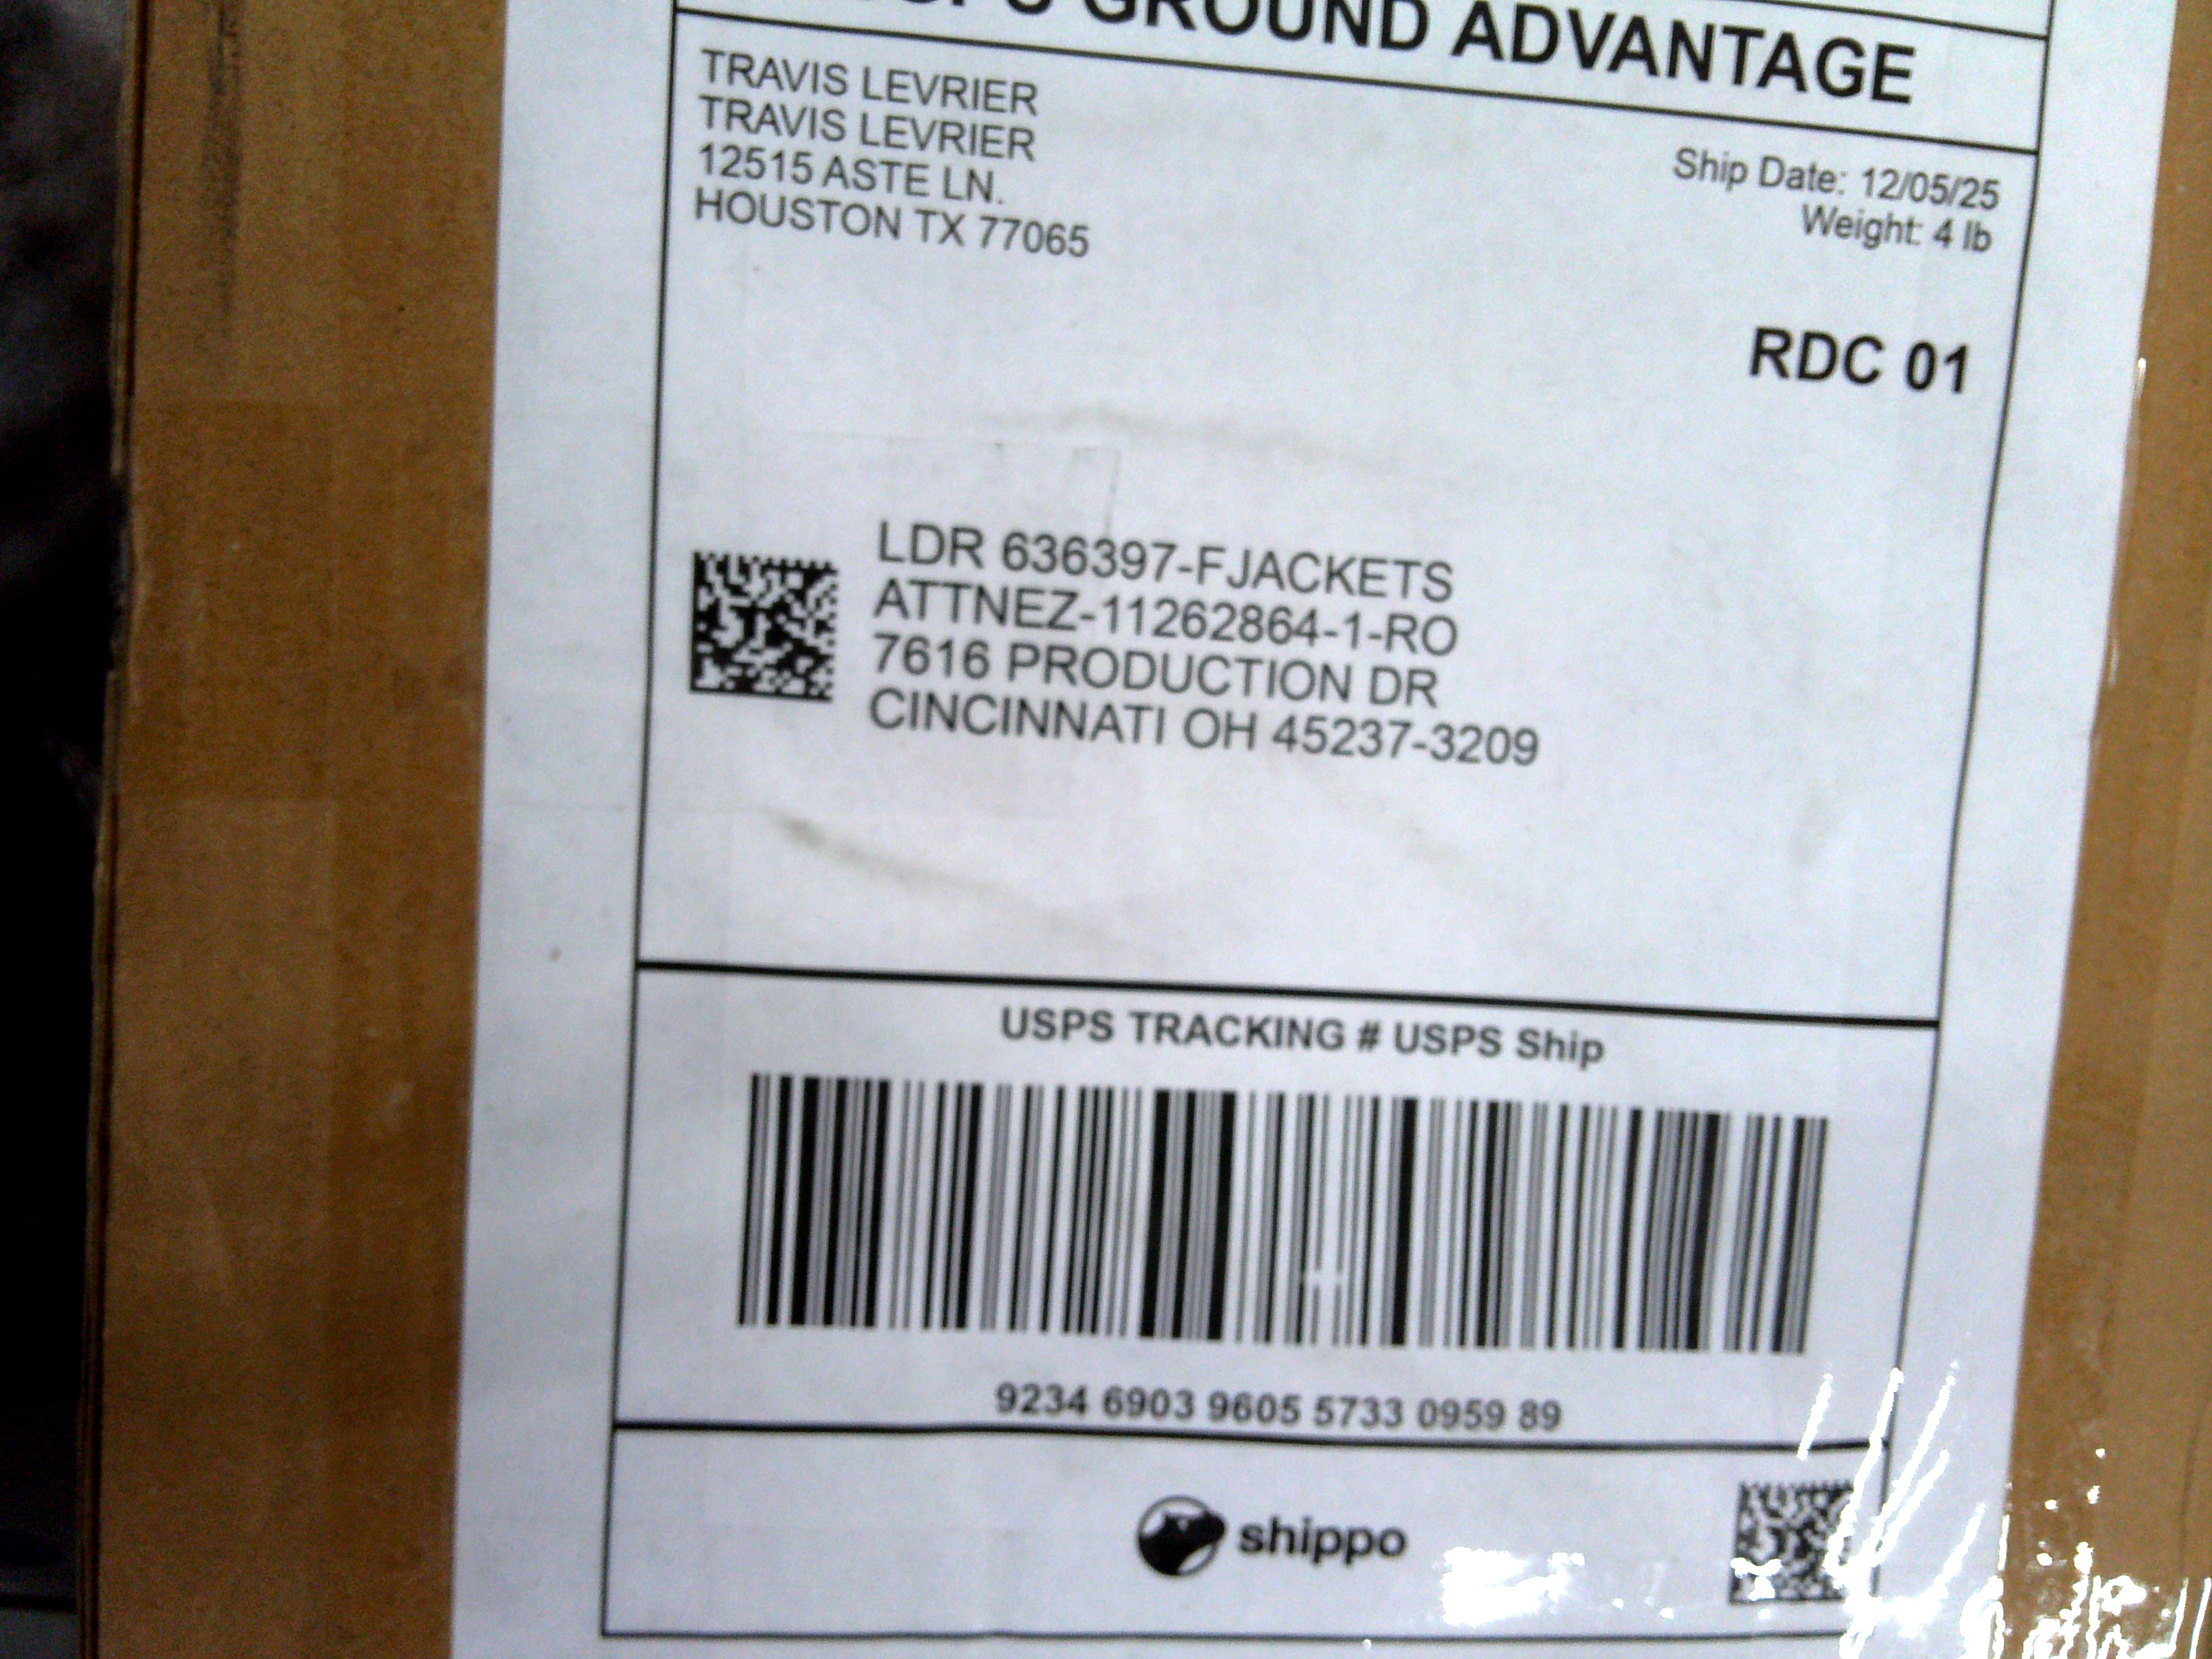 GROUND ADVANTAGE
TRAVIS LEVRIER
TRAVIS LEVRIER
12515 ASTE LN.
HOUSTON TX 77065
Ship Date: 12/05/25
Weight: 4 lb
RDC 01
LDR 636397-FJACKETS
ATTNEZ-11262864-1-RO
7616 PRODUCTION DR
CINCINNATI OH 45237-3209
USPS TRACKING # USPS Ship
9234 6903 9605 5733 0959 89
shippo